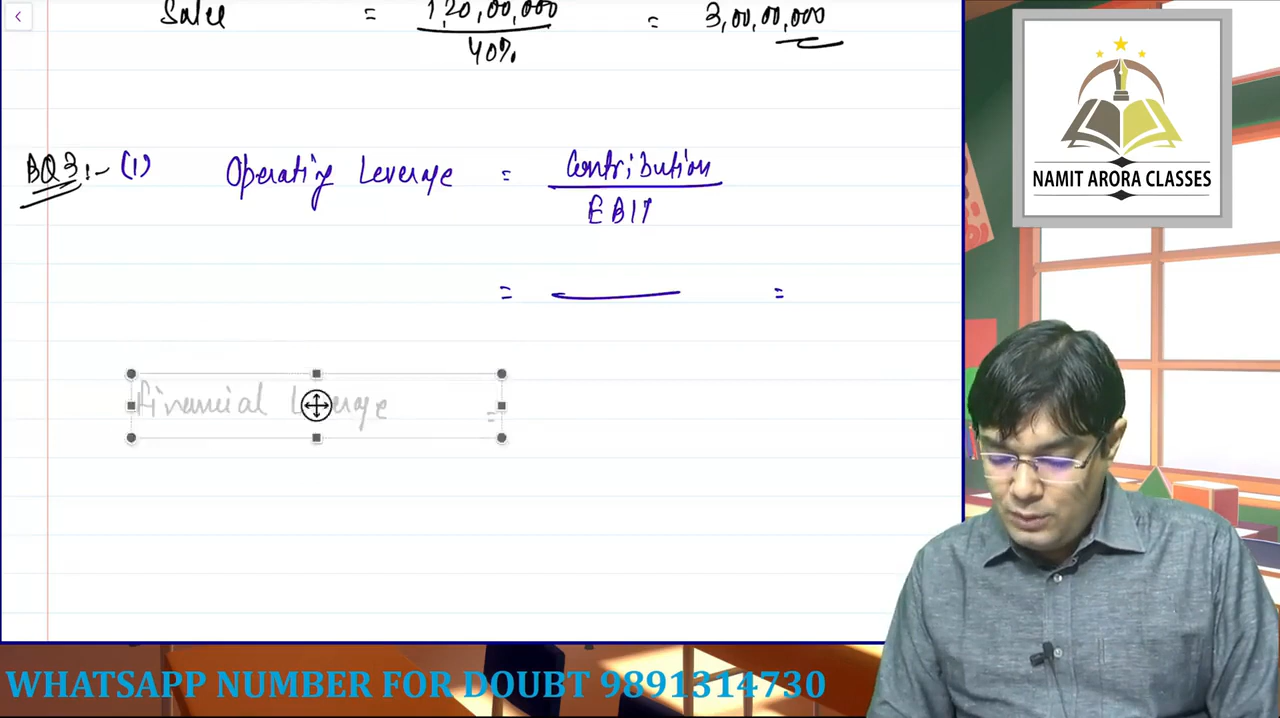 Sales = 1,20,00,000 / 40% = 3,00,00,000
BQ3:- (1) Operating Leverage = Contribution / EBIT
= =
Financial Leverage =
NAMIT ARORA CLASSES
WHATSAPP NUMBER FOR DOUBT 9891314730